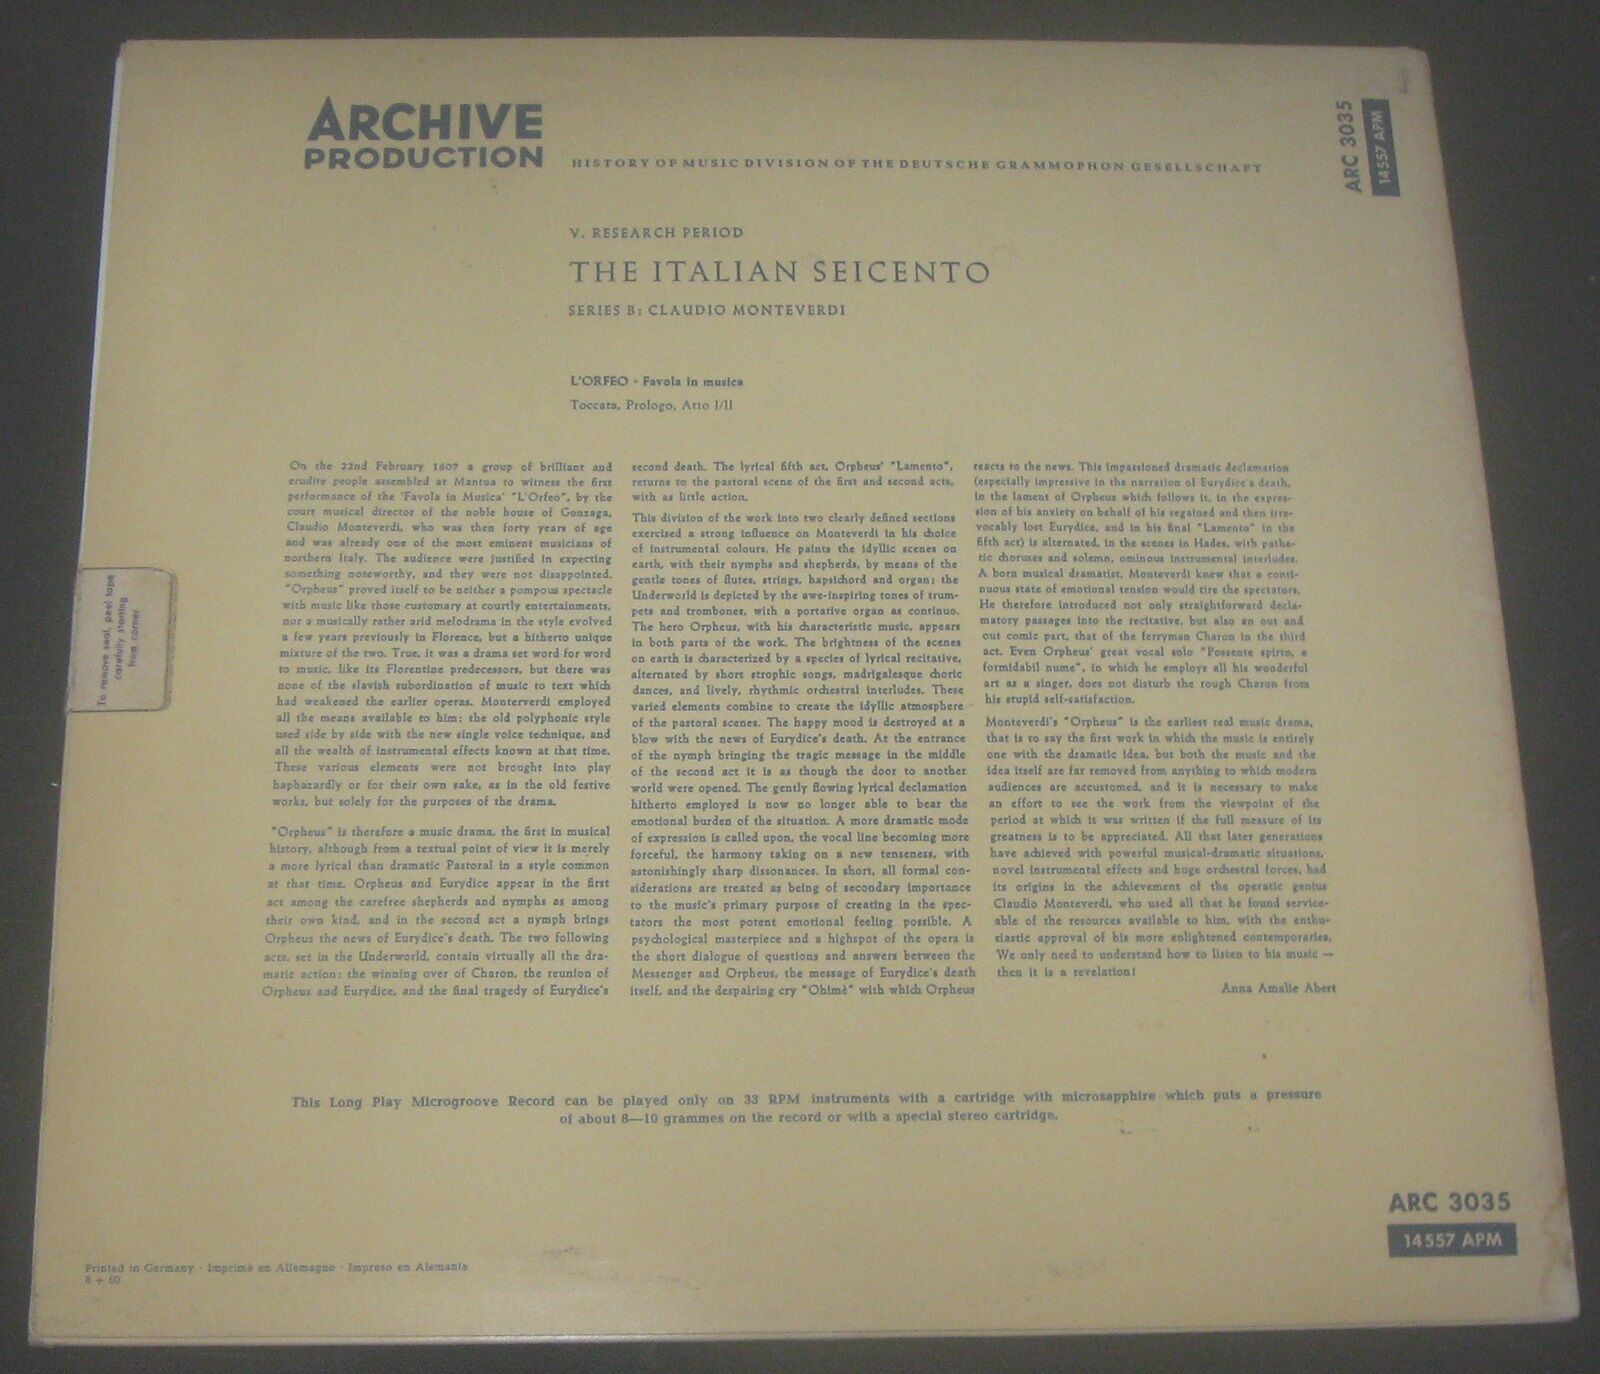 ARCHIVE
PRODUCTION
HISTORY OF MUSIC DIVISION OF THE DEUTSCHE GRAMMOPHON GESELLSCHAFT
ARC 3035
14557 APM
V. RESEARCH PERIOD
THE ITALIAN SEICENTO
SERIES B: CLAUDIO MONTEVERDI
L'ORFEO · Favola in musica
Toccata, Prologo, Atto I/II
On the 22nd February 1607 a group of brilliant and
erudite people assembled at Mantua to witness the first
performance of the 'Favola in Musica' "L'Orfeo", by the
court musical director of the noble house of Gonzaga,
Claudio Monteverdi, who was then forty years of age
and was already one of the most eminent musicians of
northern Italy. The audience were justified in expecting
something noteworthy, and they were not disappointed.
"Orpheus" proved itself to be neither a pompous spectacle
with music like those customary at courtly entertainments,
nor a musically rather arid melodrama in the style evolved
a few years previously in Florence, but a hitherto unique
mixture of the two. True, it was a drama set word for word
to music, like its Florentine predecessors, but there was
none of the slavish subordination of music to text which
had weakened the earlier operas. Monterverdi employed
all the means available to him: the old polyphonic style
used side by side with the new single voice technique, and
all the wealth of instrumental effects known at that time.
These various elements were not brought into play
haphazardly or for their own sake, as in the old festive
works, but solely for the purposes of the drama.
"Orpheus" is therefore a music drama, the first in musical
history, although from a textual point of view it is merely
a more lyrical than dramatic Pastoral in a style common
at that time. Orpheus and Eurydice appear in the first
act among the carefree shepherds and nymphs as among
their own kind, and in the second act a nymph brings
Orpheus the news of Eurydice's death. The two following
acts, set in the Underworld, contain virtually all the dra-
matic action: the winning over of Charon, the reunion of
Orpheus and Eurydice, and the final tragedy of Eurydice's
second death. The lyrical fifth act, Orpheus' "Lamento",
returns to the pastoral scene of the first and second acts,
with as little action.
This division of the work into two clearly defined sections
exercised a strong influence on Monteverdi in his choice
of instrumental colours. He paints the idyllic scenes on
earth, with their nymphs and shepherds, by means of the
gentle tones of flutes, strings, hapsichord and organ; the
Underworld is depicted by the awe-inspiring tones of trum-
pets and trombones, with a portative organ as continuo.
The hero Orpheus, with his characteristic music, appears
in both parts of the work. The brightness of the scenes
on earth is characterized by a species of lyrical recitative,
alternated by short strophic songs, madrigalesque choric
dances, and lively, rhythmic orchestral interludes. These
varied elements combine to create the idyllic atmosphere
of the pastoral scenes. The happy mood is destroyed at a
blow with the news of Eurydice's death. At the entrance
of the nymph bringing the tragic message in the middle
of the second act it is as though the door to another
world were opened. The gently flowing lyrical declamation
hitherto employed is now no longer able to bear the
emotional burden of the situation. A more dramatic mode
of expression is called upon, the vocal line becoming more
forceful, the harmony taking on a new tenseness, with
astonishingly sharp dissonances. In short, all formal con-
siderations are treated as being of secondary importance
to the music's primary purpose of creating in the spec-
tators the most potent emotional feeling possible. A
psychological masterpiece and a highspot of the opera is
the short dialogue of questions and answers between the
Messenger and Orpheus, the message of Eurydice's death
itself, and the despairing cry "Ohimè" with which Orpheus
reacts to the news. This impassioned dramatic declamation
(especially impressive in the narration of Eurydice's death,
in the lament of Orpheus which follows it, in the expres-
sion of his anxiety on behalf of his regained and then irre-
vocably lost Eurydice, and in his final "Lamento" in the
fifth act) is alternated, in the scenes in Hades, with pathe-
tic choruses and solemn, ominous instrumental interludes.
A born musical dramatist, Monteverdi knew that a conti-
nuous state of emotional tension would tire the spectators.
He therefore introduced not only straightforward decla-
matory passages into the recitative, but also an out and
out comic part, that of the ferryman Charon in the third
act. Even Orpheus' great vocal solo "Possente spirto, e
formidabil nume", in which he employs all his wonderful
art as a singer, does not disturb the rough Charon from
his stupid self-satisfaction.
Monteverdi's "Orpheus" is the earliest real music drama,
that is to say the first work in which the music is entirely
one with the dramatic idea, but both the music and the
idea itself are far removed from anything to which modern
audiences are accustomed, and it is necessary to make
an effort to see the work from the viewpoint of the
period at which it was written if the full measure of its
greatness is to be appreciated. All that later generations
have achieved with powerful musical-dramatic situations,
novel instrumental effects and huge orchestral forces, had
its origins in the achievement of the operatic genius
Claudio Monteverdi, who used all that he found service-
able of the resources available to him, with the enthu-
siastic approval of his more enlightened contemporaries.
We only need to understand how to listen to his music —
then it is a revelation!
Anna Amalie Abert
To remove seal, peel tape
carefully starting
from corner
This Long Play Microgroove Record can be played only on 33 RPM instruments with a cartridge with microsapphire which puts a pressure
of about 8—10 grammes on the record or with a special stereo cartridge.
ARC 3035
14557 APM
Printed in Germany · Imprimé en Allemagne · Impreso en Alemania
8 + 60